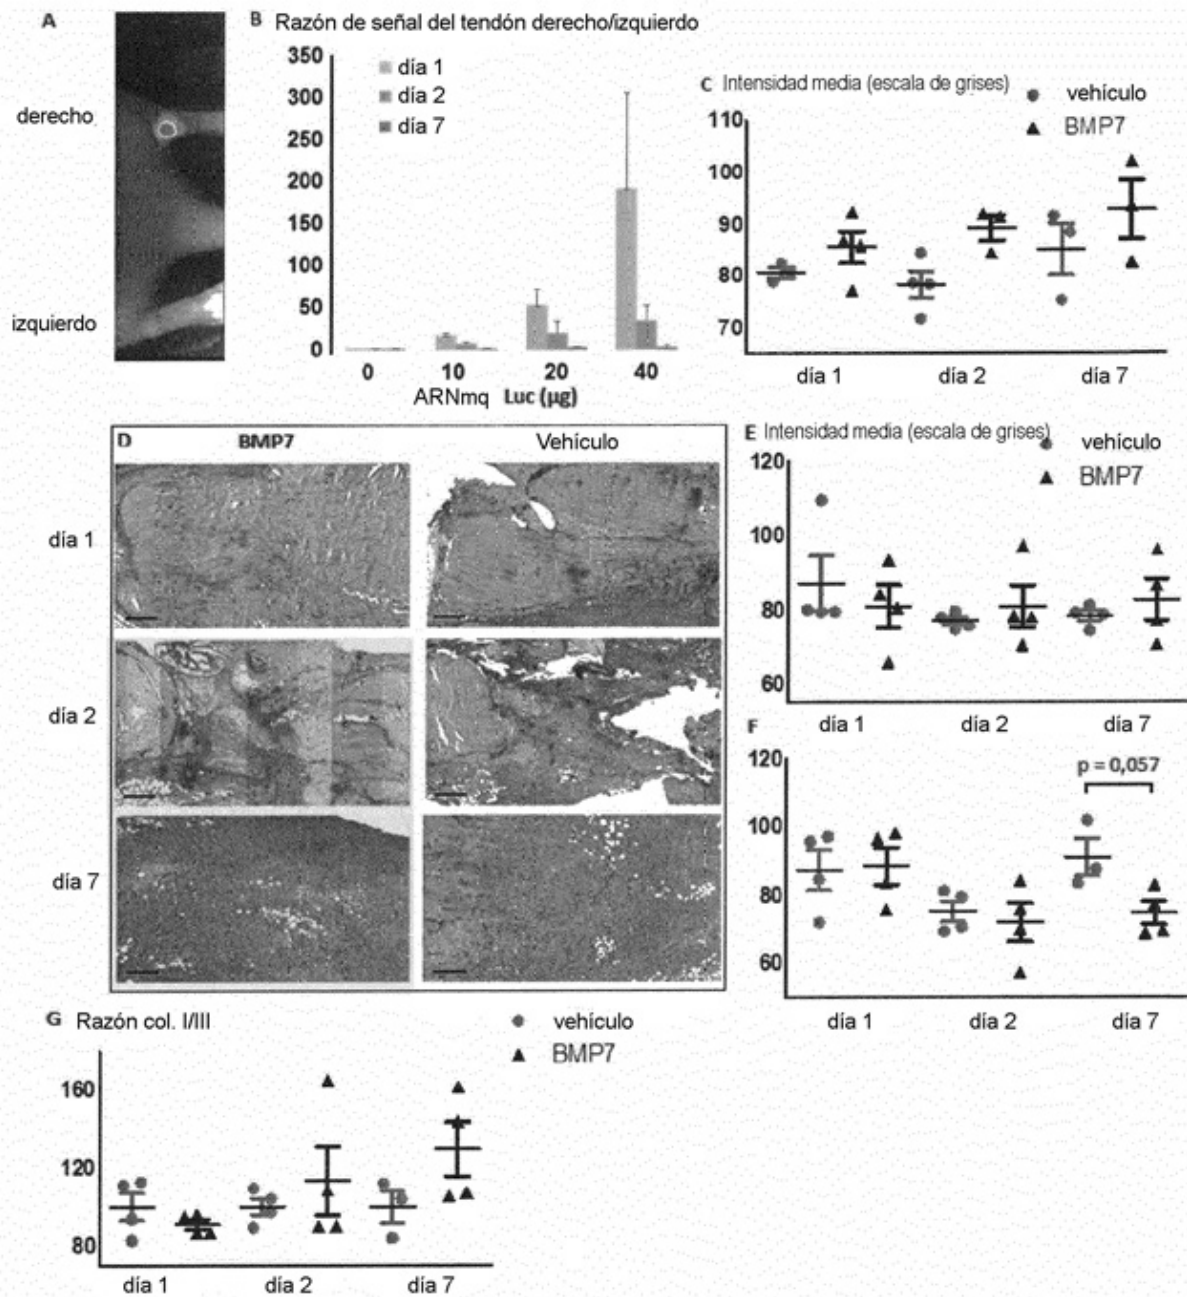 A
derecho
izquierdo
B Razón de señal del tendón derecho/izquierdo
350
300
250
200
150
100
50
0
día 1
día 2
día 7
0 10 20 40
ARNmq Luc (µg)
C Intensidad media (escala de grises)
vehículo
BMP7
110
100
90
80
70
día 1 día 2 día 7
D BMP7 Vehículo
día 1
día 2
día 7
E Intensidad media (escala de grises)
vehículo
BMP7
120
100
80
60
día 1 día 2 día 7
F
p = 0,057
120
100
80
60
día 1 día 2 día 7
G Razón col. I/III
vehículo
BMP7
160
120
80
día 1 día 2 día 7